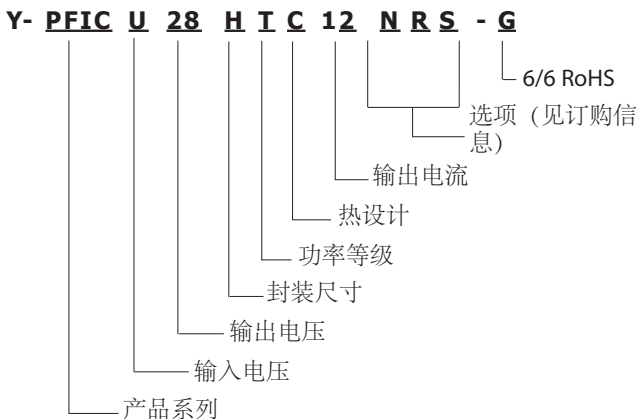 Y- PFIC U 28 H T C 12 N R S - G
6/6 RoHS
选项 (见订购信
息)
输出电流
热设计
功率等级
封装尺寸
输出电压
输入电压
产品系列